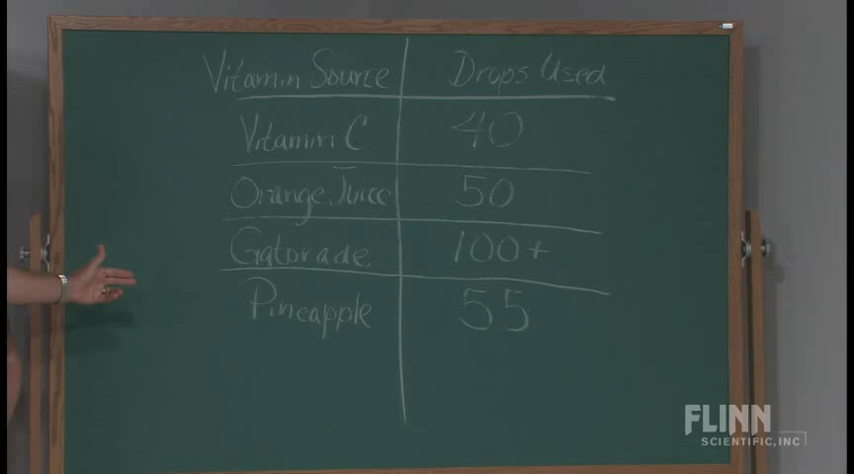 Vitamin Source Drops Used
Vitamin C 40
Orange Juice 50
Gatorade 100+
Pineapple 55
FLINN
SCIENTIFIC, INC